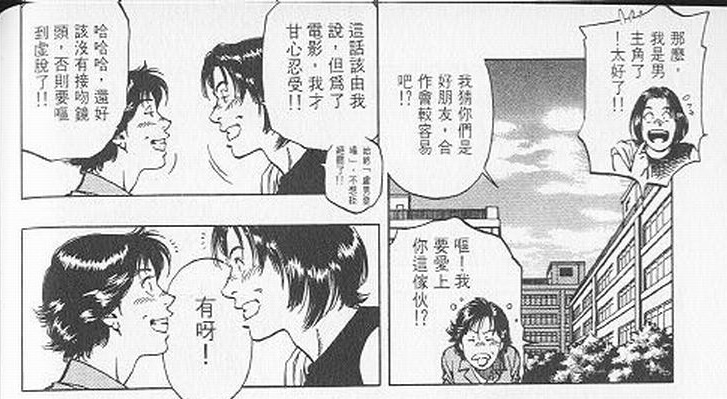 那麼，
我是男
主角了
！太好了!!
我猜你們是
好朋友，合
作會較容易
吧!?
嘔！我
要愛上
你這傢伙!?
這話該由我
說，但爲了
電影，我才
甘心忍受!!
哈哈哈，還好
該沒有接吻鏡
頭，否則要嘔
到虛脫了!!
有呀！